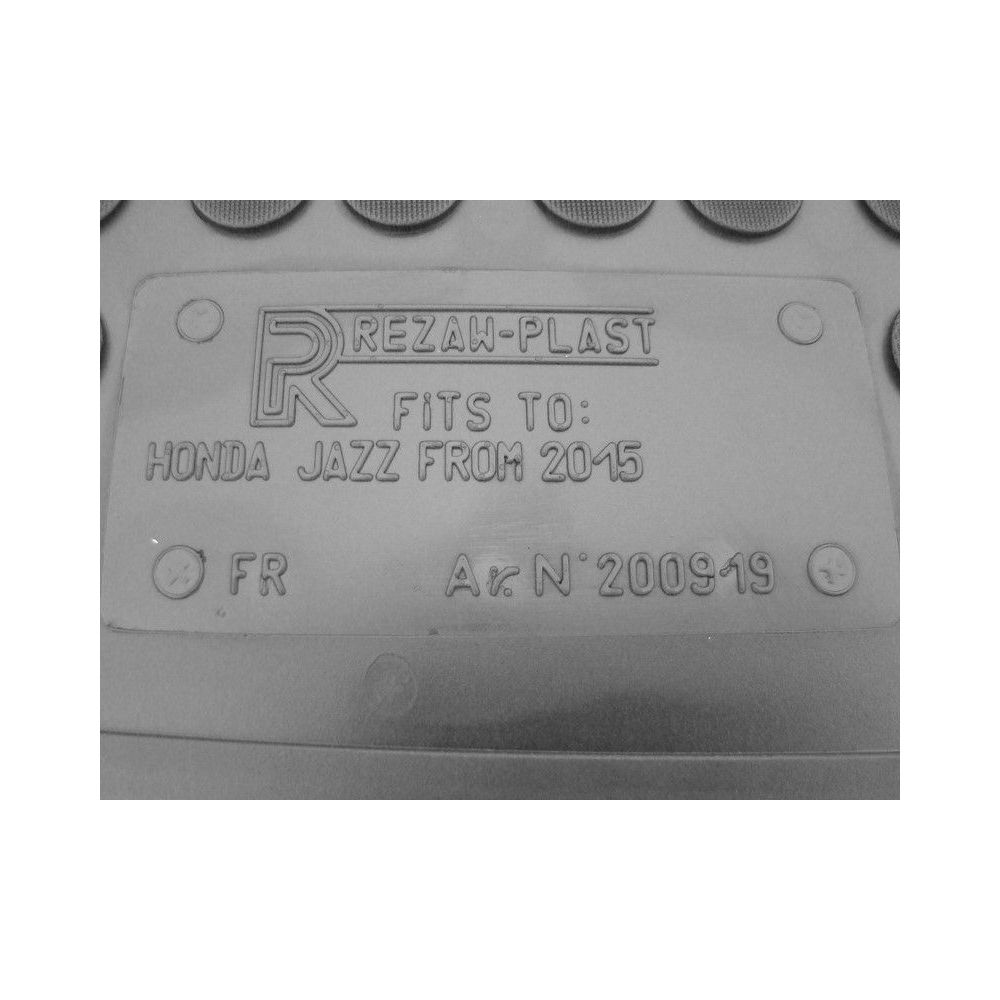 REZAW-PLAST
FiTS TO:
HONDA JAZZ FROM 2015
FR Ar. N° 200919